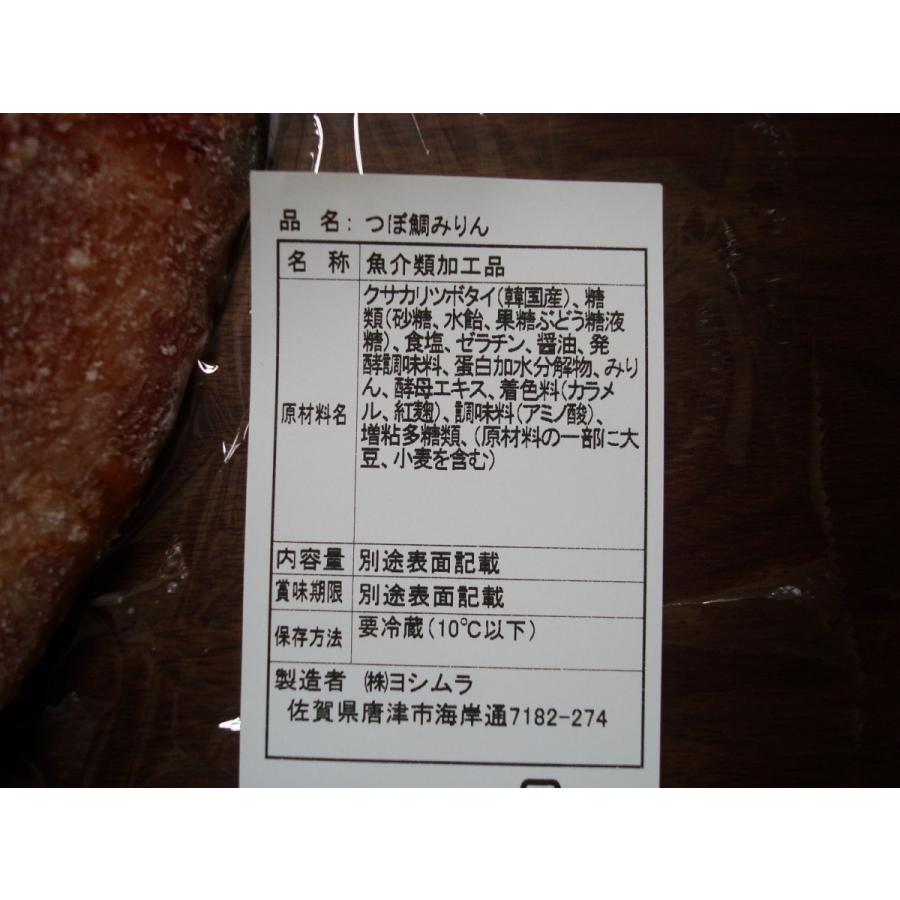 品 名: つぼ鯛みりん
名 称 魚介類加工品
原材料名
クサカリツボタイ(韓国産)、糖
類(砂糖、水飴、果糖ぶどう糖液
糖)、食塩、ゼラチン、醤油、発
酵調味料、蛋白加水分解物、みり
ん、酵母エキス、着色料(カラメ
ル、紅麹)、調味料(アミノ酸)、
増粘多糖類、(原材料の一部に大
豆、小麦を含む)
内容量 別途表面記載
賞味期限 別途表面記載
保存方法 要冷蔵(10℃以下)
製造者 ㈱ヨシムラ
佐賀県唐津市海岸通7182-274